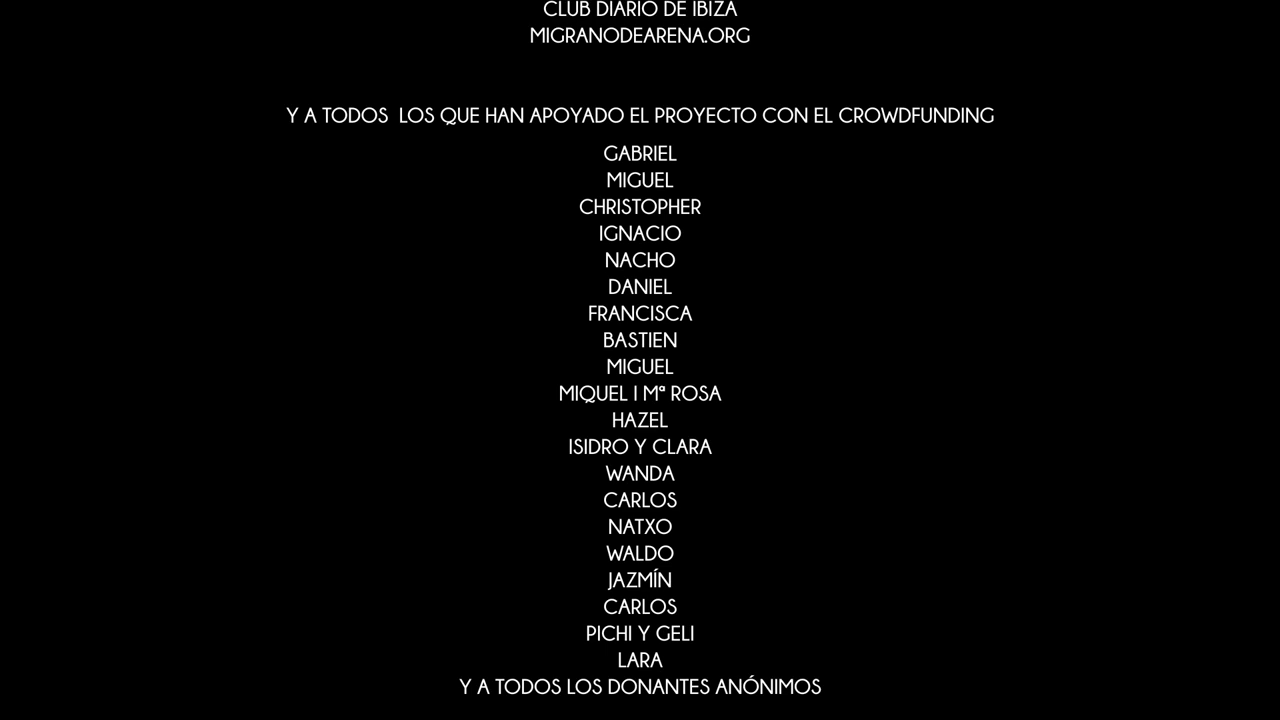 CLUB DIARIO DE IBIZA
MIGRANODEARENA.ORG
Y A TODOS LOS QUE HAN APOYADO EL PROYECTO CON EL CROWDFUNDING
GABRIEL
MIGUEL
CHRISTOPHER
IGNACIO
NACHO
DANIEL
FRANCISCA
BASTIEN
MIGUEL
MIQUEL I Mª ROSA
HAZEL
ISIDRO Y CLARA
WANDA
CARLOS
NATXO
WALDO
JAZMÍN
CARLOS
PICHI Y GELI
LARA
Y A TODOS LOS DONANTES ANÓNIMOS